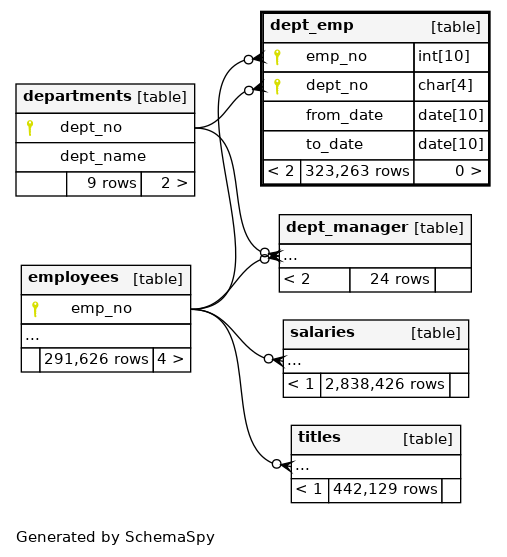 dept_emp [table]
emp_no int[10]
dept_no char[4]
from_date date[10]
to_date date[10]
< 2 323,263 rows 0 >
departments [table]
dept_no
dept_name
9 rows 2 >
dept_manager [table]
...
< 2 24 rows
employees [table]
emp_no
...
291,626 rows 4 >
salaries [table]
...
< 1 2,838,426 rows
titles [table]
...
< 1 442,129 rows
Generated by SchemaSpy